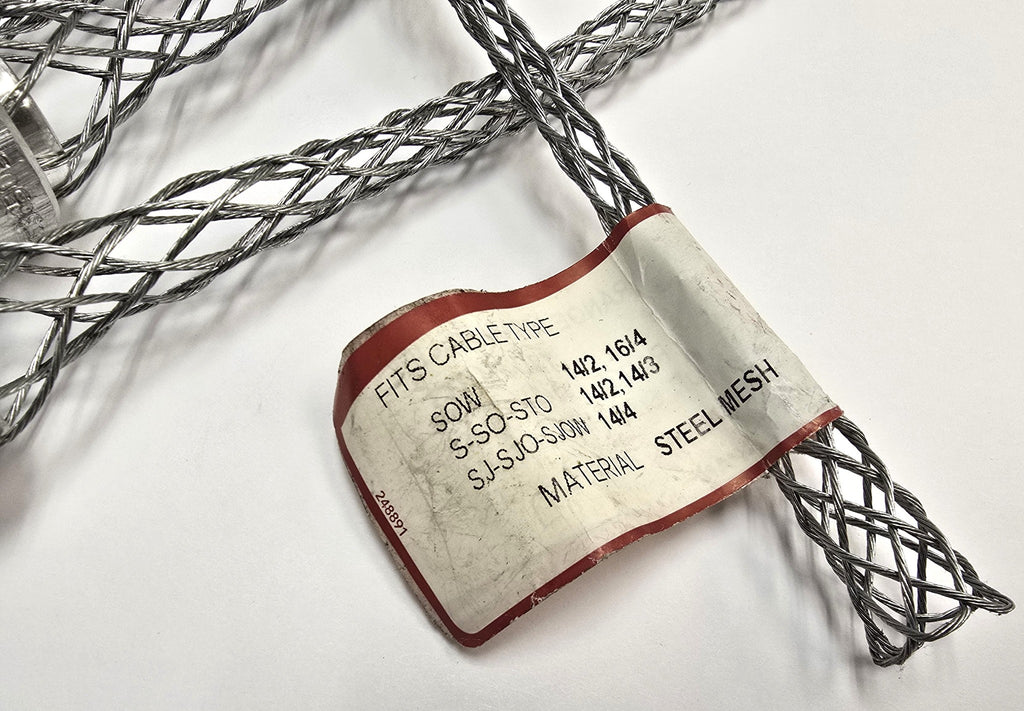 FITS CABLE TYPE
SOW 14/2, 16/4
S-SO-STO 14/2,14/3
SJ-SJO-SJOW 14/4
MATERIAL STEEL MESH
248891